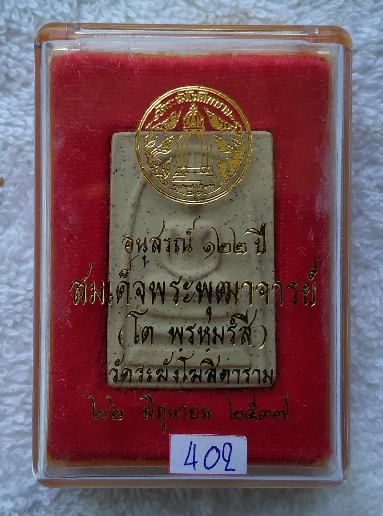 อนุสรณ์ ๑๒๒ ปี
สมเด็จพระพุฒาจารย์
(โต พรหมรังสี)
วัดระฆังโฆสิตาราม
๒๒ มิถุนายน ๒๕๓๗
402